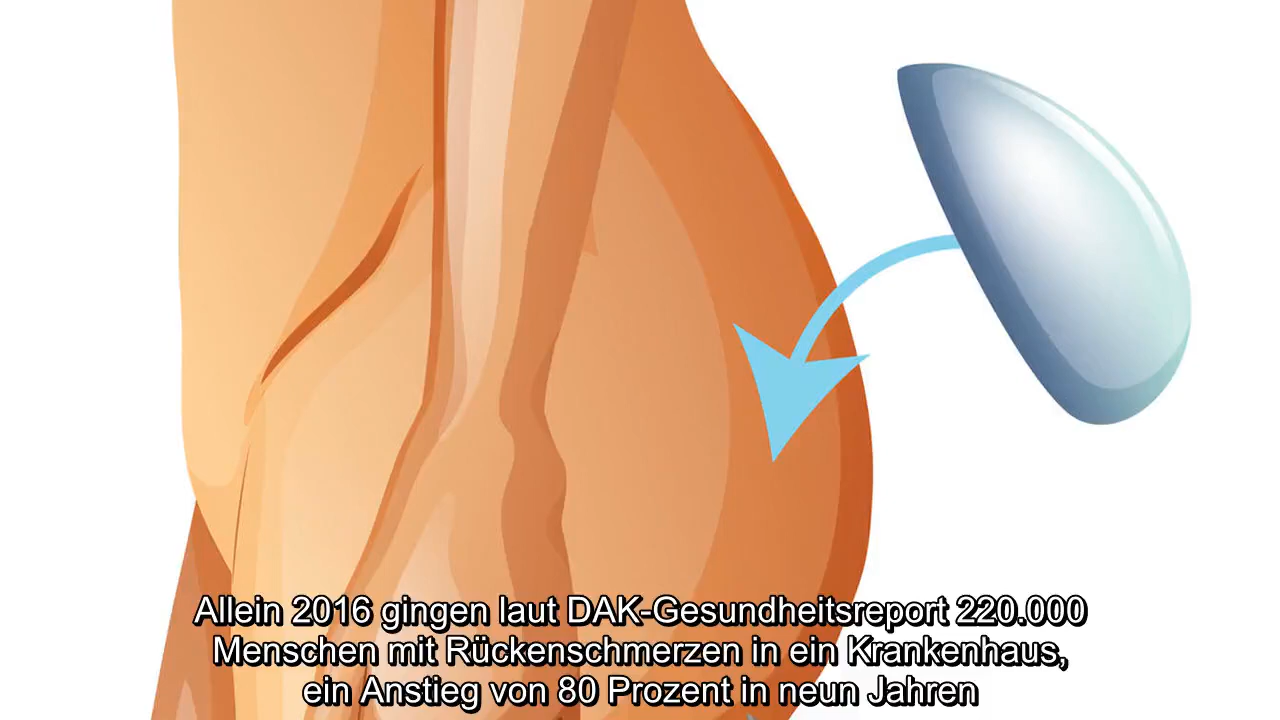 Allein 2016 gingen laut DAK-Gesundheitsreport 220.000
Menschen mit Rückenschmerzen in ein Krankenhaus,
ein Anstieg von 80 Prozent in neun Jahren